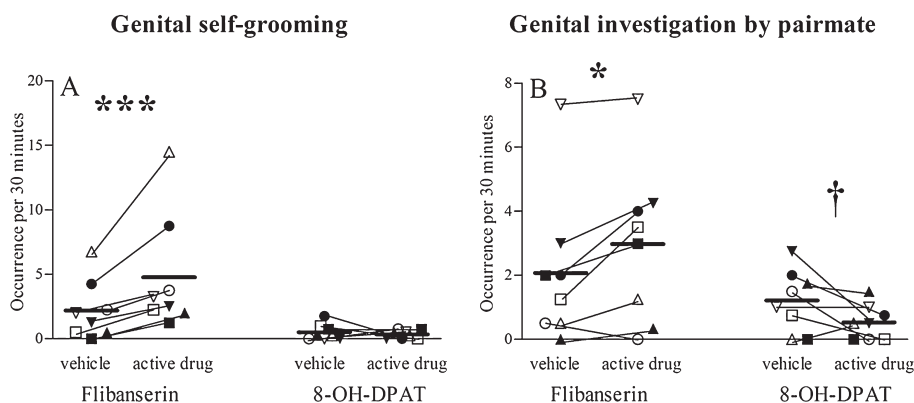 Genital self-grooming
Genital investigation by pairmate
A
***
20
15
10
5
0
Occurrence per 30 minutes
vehicle active drug vehicle active drug
Flibanserin 8-OH-DPAT
B
*
†
8
6
4
2
0
Occurrence per 30 minutes
vehicle active drug vehicle active drug
Flibanserin 8-OH-DPAT